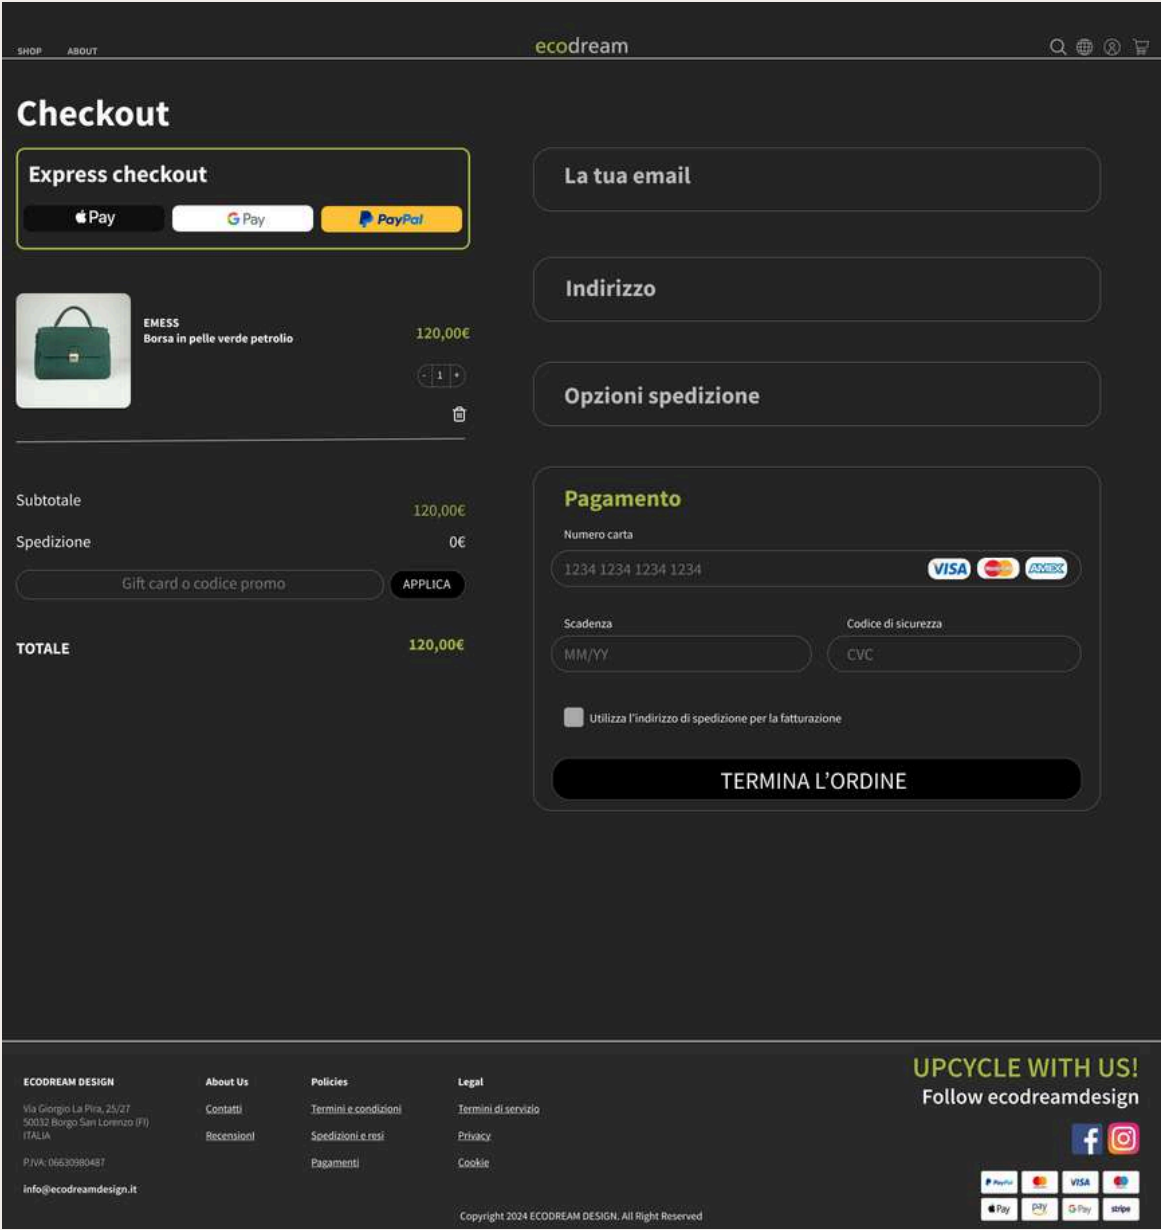 SHOP ABOUT ecodream
Checkout
Express checkout
Pay G Pay PayPal
EMESS
Borsa in pelle verde petrolio
120,00€
- 1 +
Subtotale 120,00€
Spedizione 0€
Gift card o codice promo APPLICA
TOTALE 120,00€
La tua email
Indirizzo
Opzioni spedizione
Pagamento
Numero carta
1234 1234 1234 1234 VISA MasterCard AMEX
Scadenza Codice di sicurezza
MM/YY CVC
Utilizza l'indirizzo di spedizione per la fatturazione
TERMINA L'ORDINE
ECODREAM DESIGN
Via Giorgio La Pira, 25/27
50032 Borgo San Lorenzo (FI)
ITALIA
P.IVA: 06630980487
info@ecodreamdesign.it
About Us
Contatti
Recensioni
Policies
Termini e condizioni
Spedizioni e resi
Pagamenti
Legal
Termini di servizio
Privacy
Cookie
Copyright 2024 ECODREAM DESIGN. All Right Reserved
UPCYCLE WITH US!
Follow ecodreamdesign
PayPal VISA
Pay pay G Pay stripe